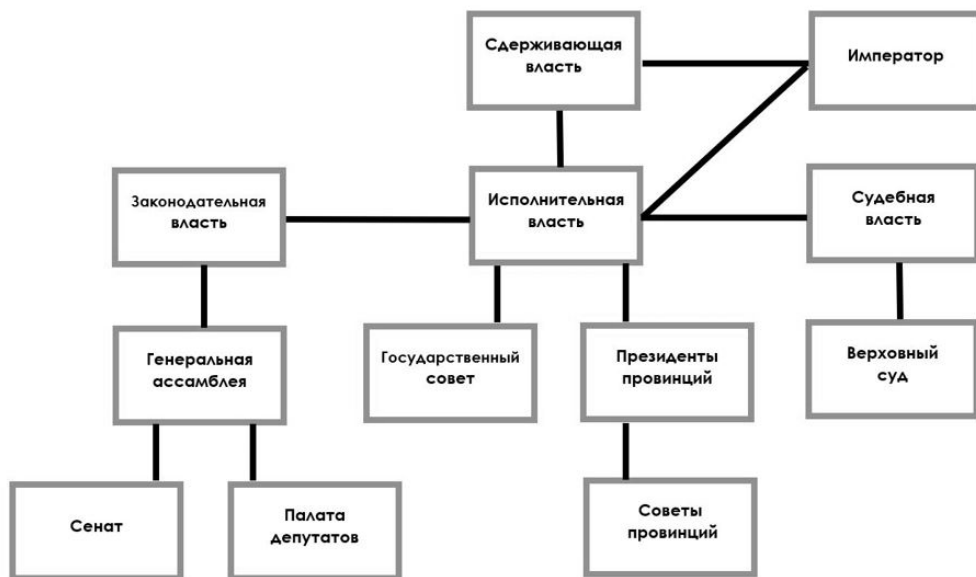 Сдерживающая
власть
Император
Законодательная
власть
Исполнительная
власть
Судебная
власть
Генеральная
ассамблея
Государственный
совет
Президенты
провинций
Верховный
суд
Сенат
Палата
депутатов
Советы
провинций